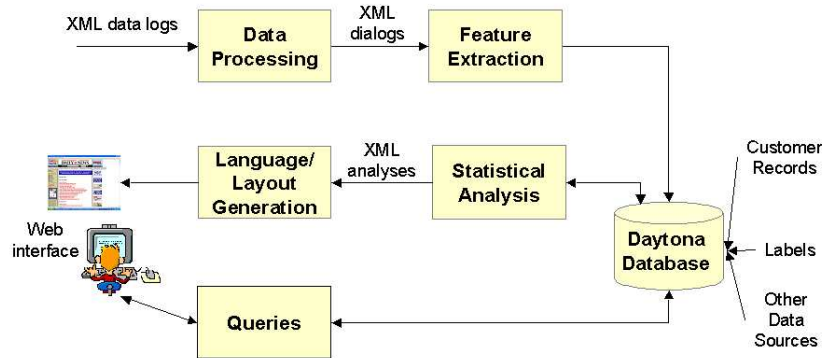 XML data logs
Data
Processing
XML
dialogs
Feature
Extraction
Language/
Layout
Generation
XML
analyses
Statistical
Analysis
Customer
Records
Web
interface
Daytona
Database
Labels
Queries
Other
Data
Sources